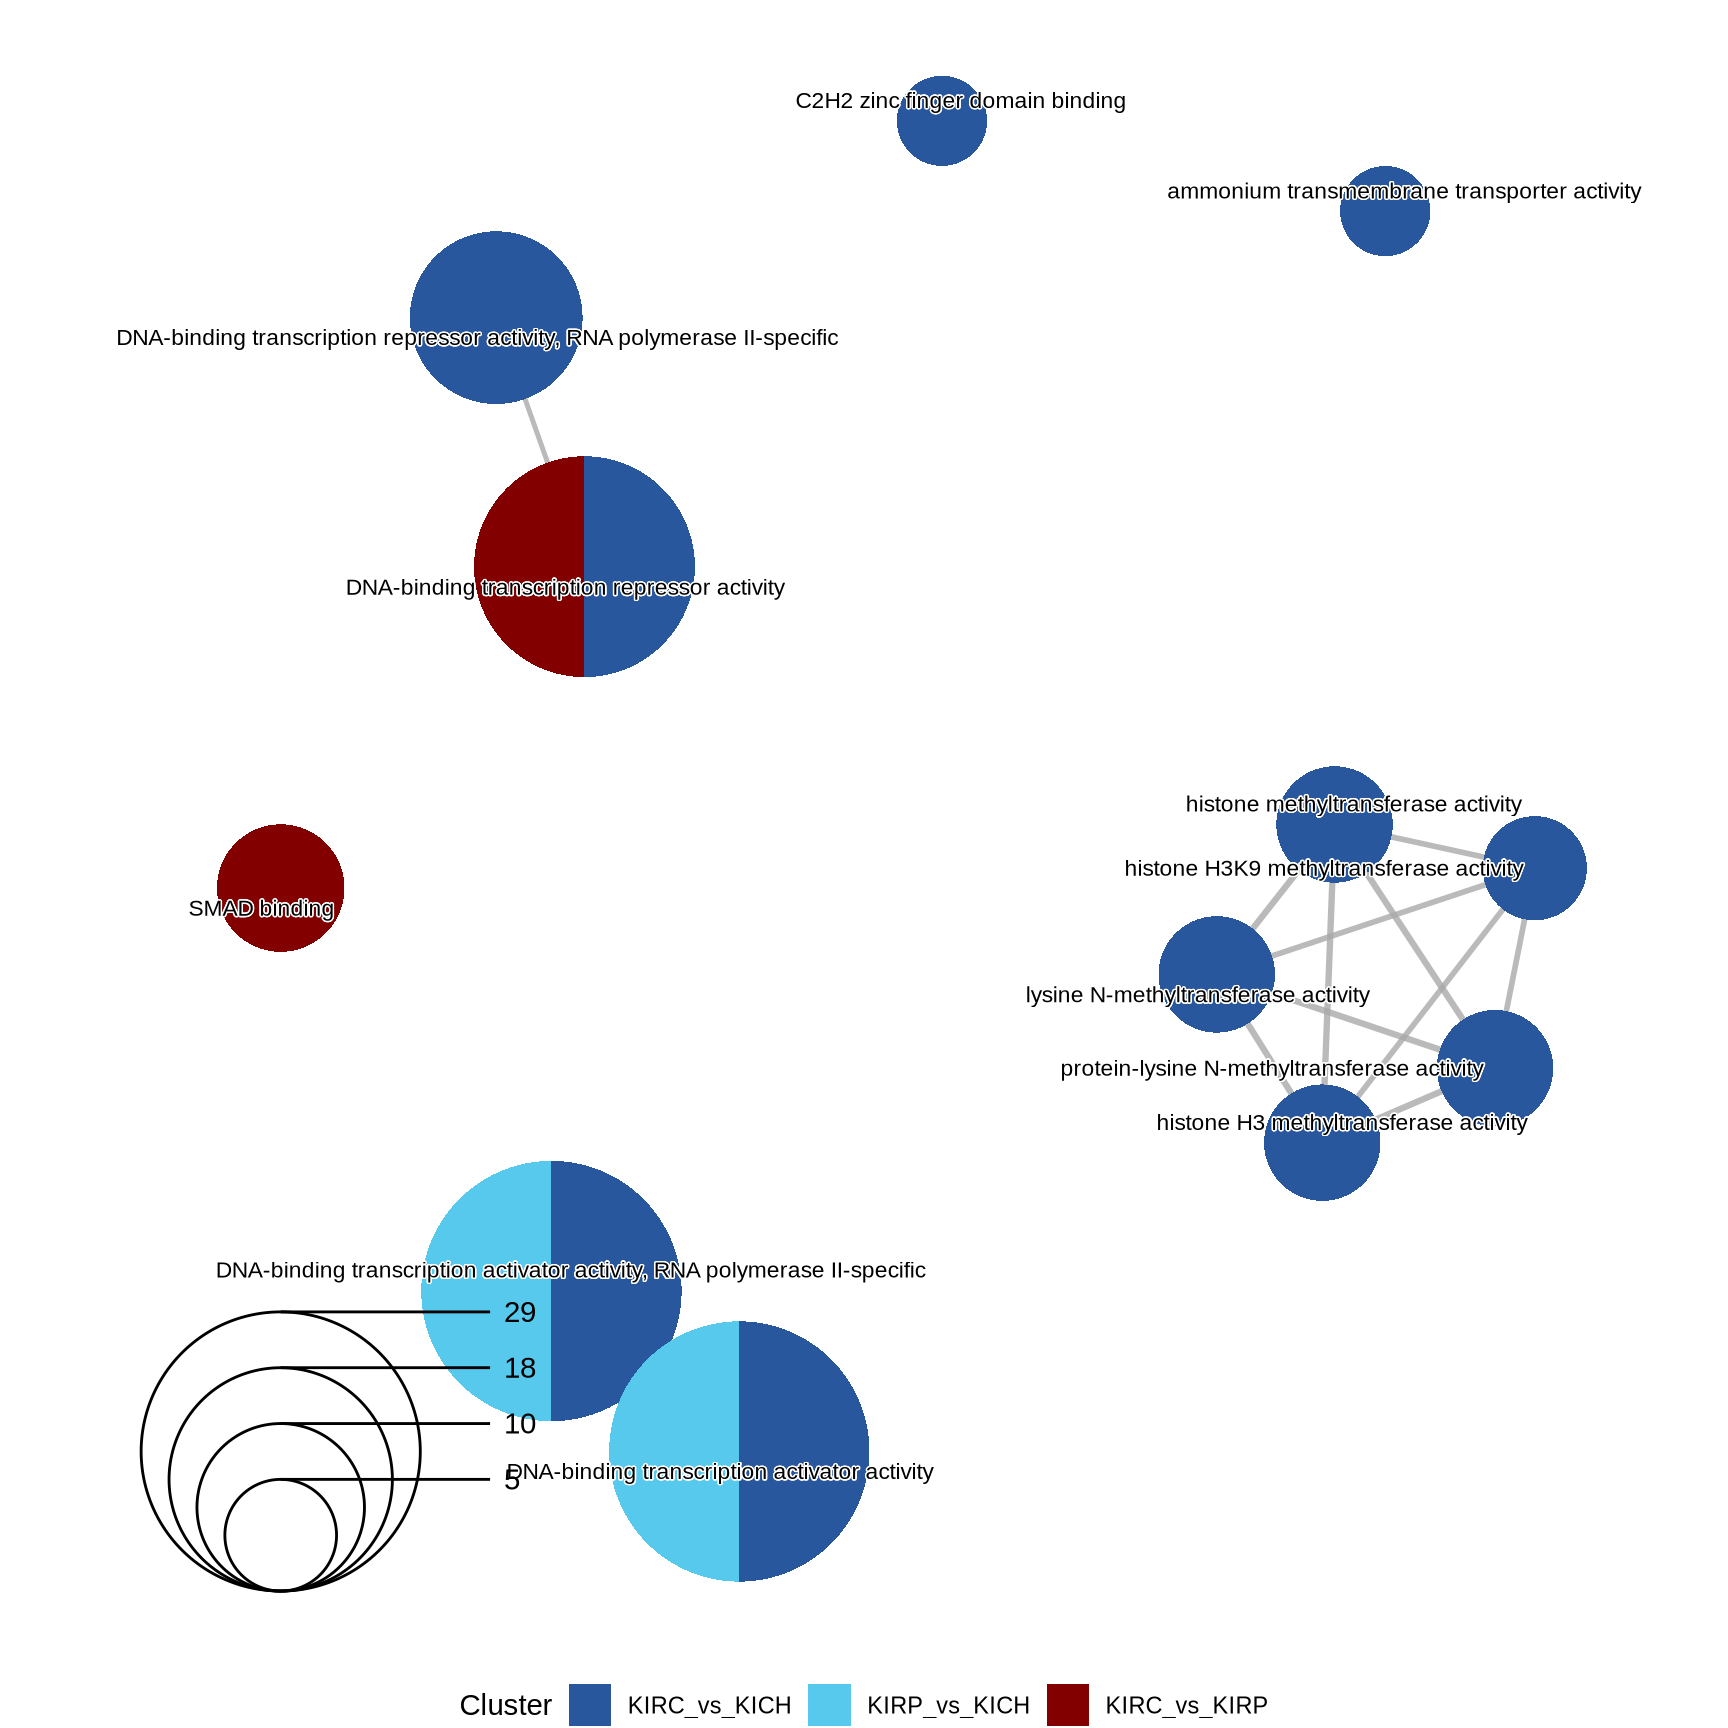 C2H2 zinc finger domain binding
ammonium transmembrane transporter activity
DNA-binding transcription repressor activity, RNA polymerase II-specific
DNA-binding transcription repressor activity
histone methyltransferase activity
histone H3K9 methyltransferase activity
SMAD binding
lysine N-methyltransferase activity
protein-lysine N-methyltransferase activity
histone H3 methyltransferase activity
DNA-binding transcription activator activity, RNA polymerase II-specific
29
18
10
5
DNA-binding transcription activator activity
Cluster KIRC_vs_KICH KIRP_vs_KICH KIRC_vs_KIRP